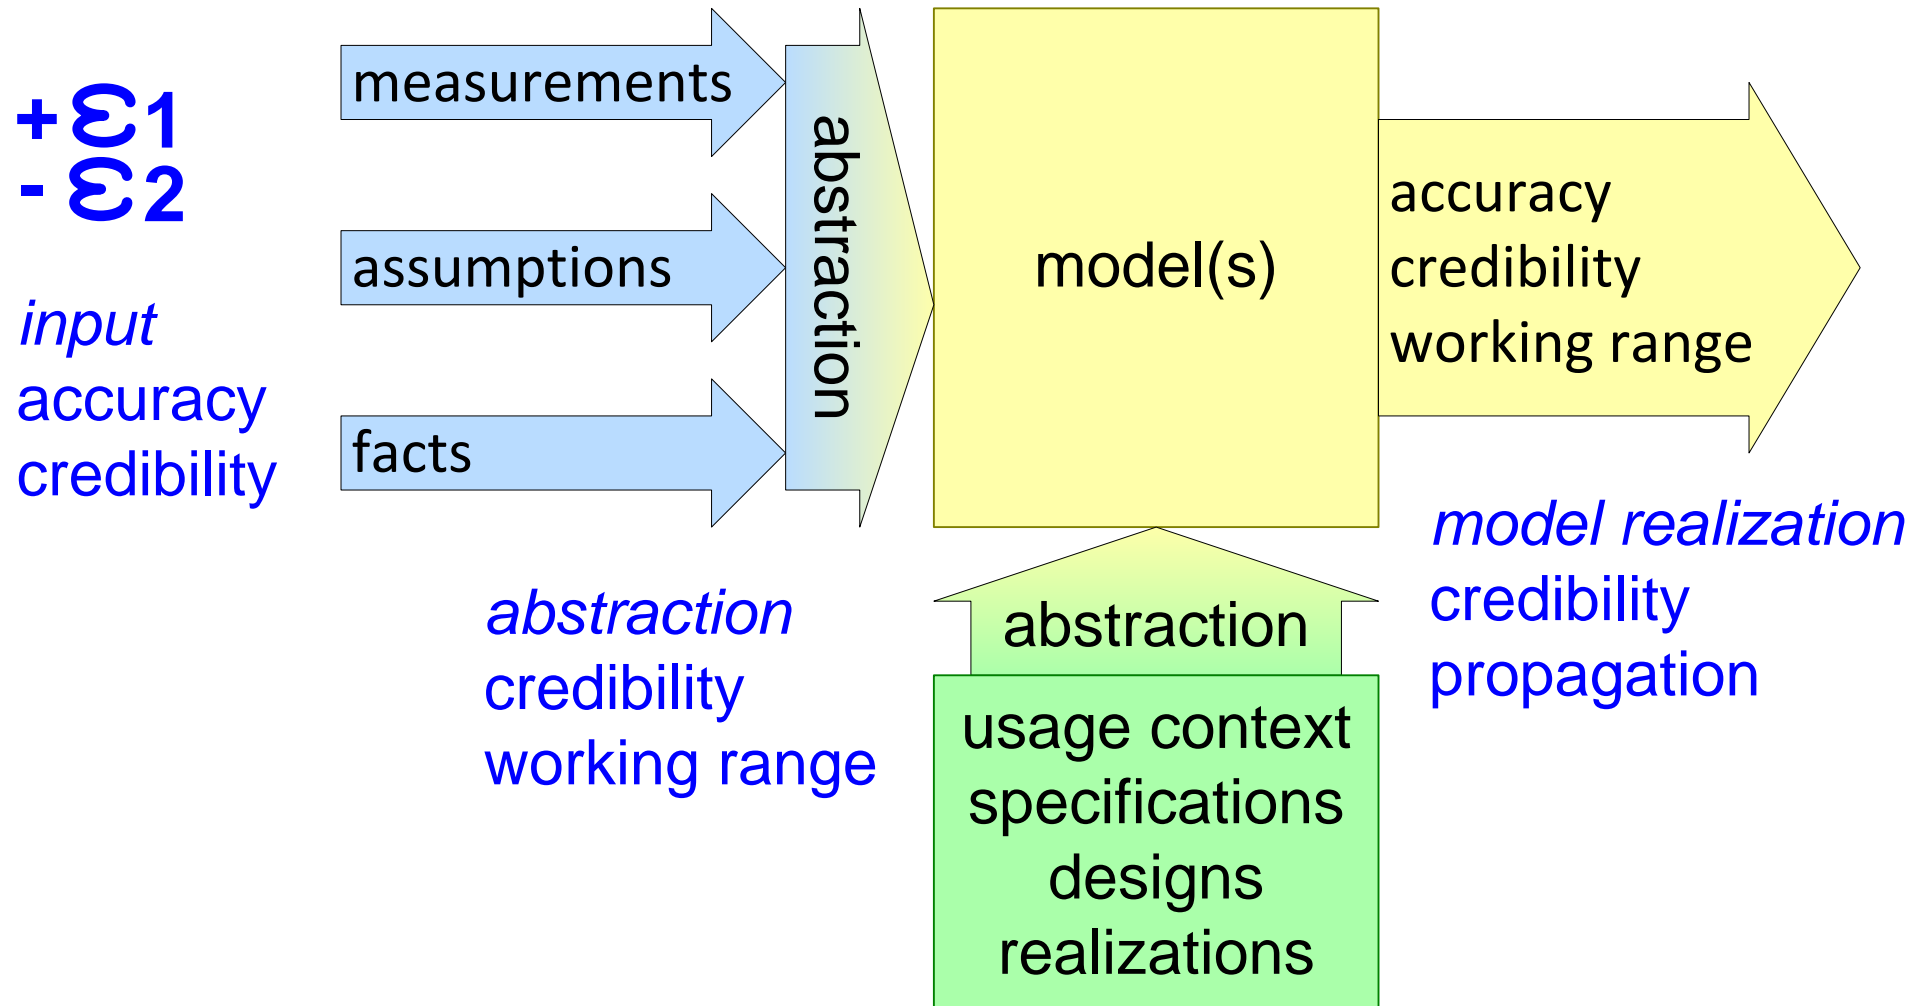 +ε1
- ε2
input
accuracy
credibility
measurements
assumptions
facts
abstraction
model(s)
accuracy
credibility
working range
abstraction
credibility
working range
abstraction
usage context
specifications
designs
realizations
model realization
credibility
propagation